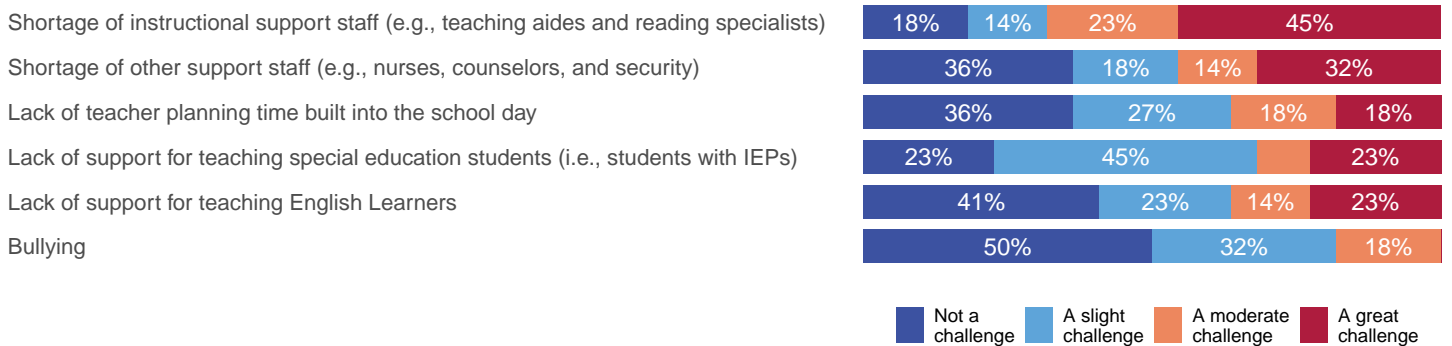 Shortage of instructional support staff (e.g., teaching aides and reading specialists) 18% 14% 23% 45%
Shortage of other support staff (e.g., nurses, counselors, and security) 36% 18% 14% 32%
Lack of teacher planning time built into the school day 36% 27% 18% 18%
Lack of support for teaching special education students (i.e., students with IEPs) 23% 45% 23%
Lack of support for teaching English Learners 41% 23% 14% 23%
Bullying 50% 32% 18%
Not a challenge
A slight challenge
A moderate challenge
A great challenge